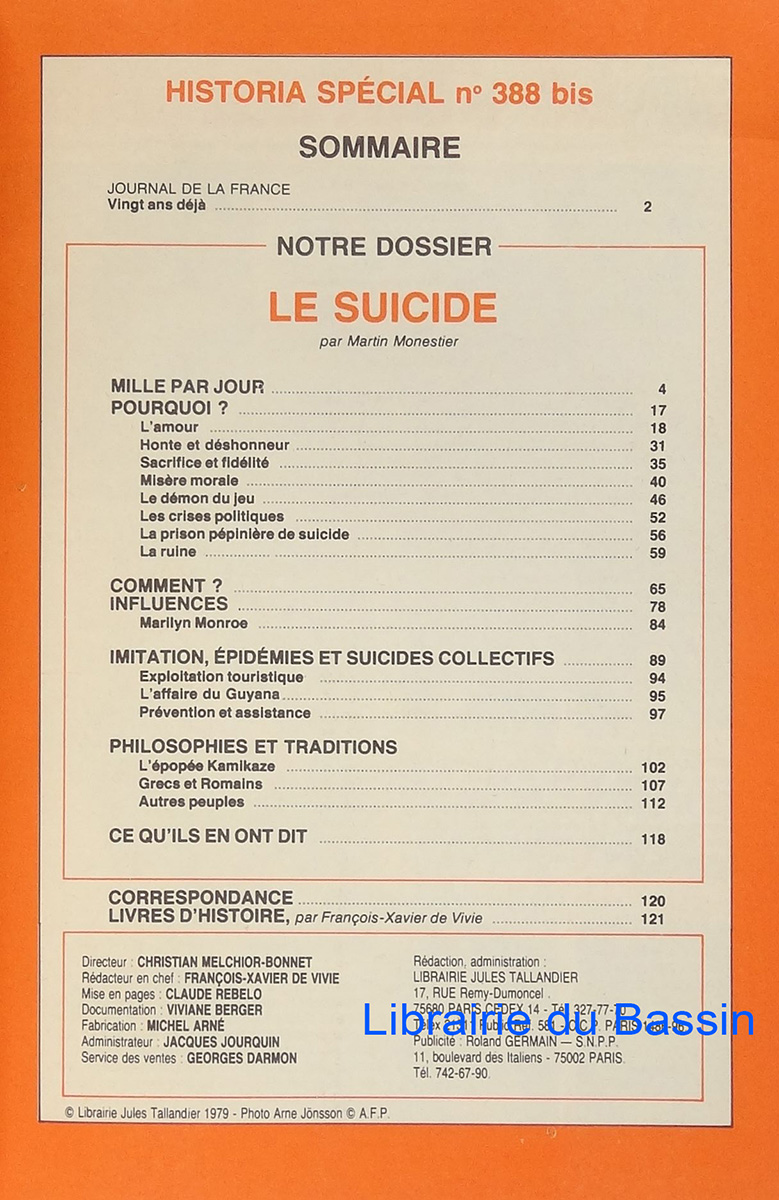 HISTORIA SPÉCIAL nº 388 bis
SOMMAIRE
JOURNAL DE LA FRANCE
Vingt ans déjà 2
NOTRE DOSSIER
LE SUICIDE
par Martin Monestier
MILLE PAR JOUR 4
POURQUOI ? 17
L'amour 18
Honte et déshonneur 31
Sacrifice et fidélité 35
Misère morale 40
Le démon du jeu 46
Les crises politiques 52
La prison pépinière de suicide 56
La ruine 59
COMMENT ? 65
INFLUENCES 78
Marilyn Monroe 84
IMITATION, ÉPIDÉMIES ET SUICIDES COLLECTIFS 89
Exploitation touristique 94
L'affaire du Guyana 95
Prévention et assistance 97
PHILOSOPHIES ET TRADITIONS
L'épopée Kamikaze 102
Grecs et Romains 107
Autres peuples 112
CE QU'ILS EN ONT DIT 118
CORRESPONDANCE 120
LIVRES D'HISTOIRE, par François-Xavier de Vivie 121
Directeur : CHRISTIAN MELCHIOR-BONNET
Rédacteur en chef : FRANÇOIS-XAVIER DE VIVIE
Mise en pages : CLAUDE REBELO
Documentation : VIVIANE BERGER
Fabrication : MICHEL ARNÉ
Administrateur : JACQUES JOURQUIN
Service des ventes : GEORGES DARMON
Rédaction, administration :
LIBRAIRIE JULES TALLANDIER
17, RUE Remy-Dumoncel
75680 PARIS CEDEX 14 - Tél. 327-77-
Librairie du Bassin
Publicité : Roland GERMAIN — S.N.P.P.
11, boulevard des Italiens - 75002 PARIS
Tél. 742-67-90
© Librairie Jules Tallandier 1979 - Photo Arne Jönsson © A.F.P.